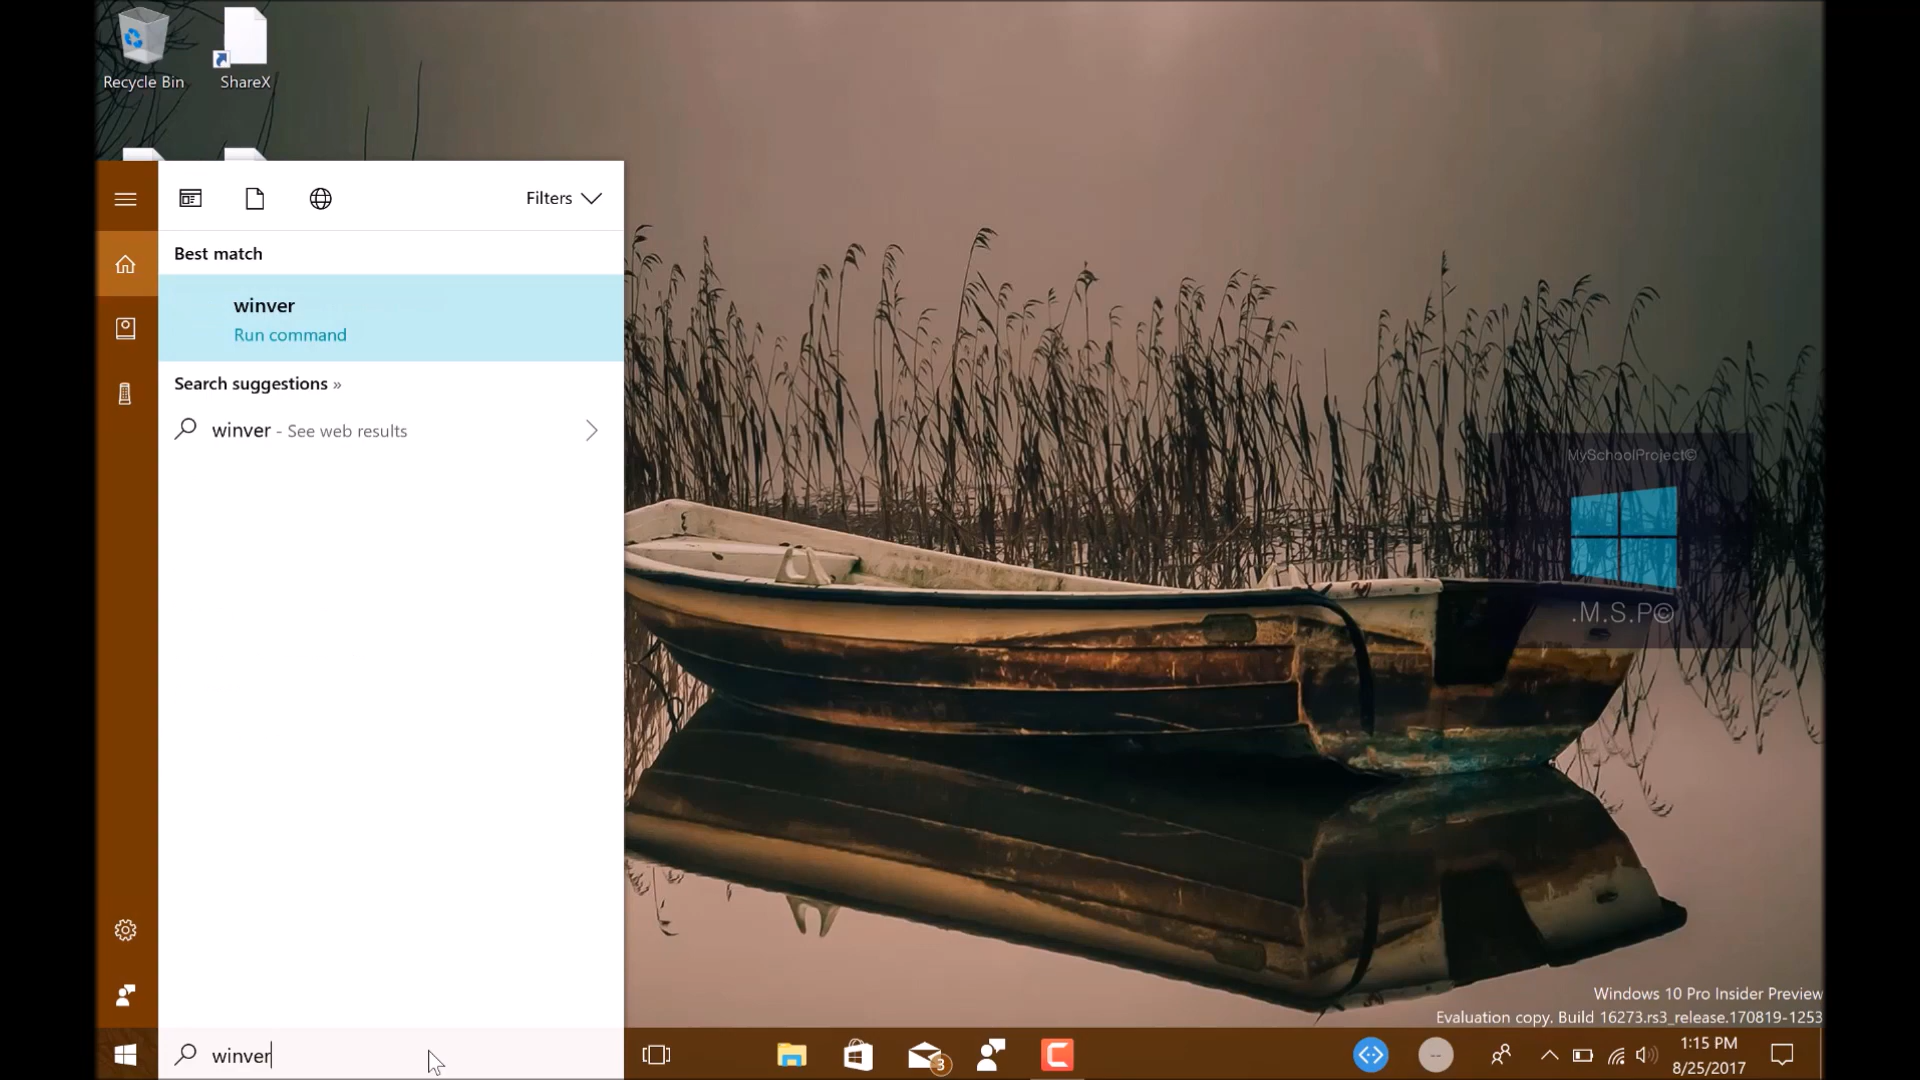 Recycle Bin
ShareX
Filters
Best match
winver
Run command
Search suggestions »
winver - See web results
MySchoolProject©
.M.S.P©
Windows 10 Pro Insider Preview
Evaluation copy. Build 16273.rs3_release.170819-1253
winver
3
--
1:15 PM
8/25/2017